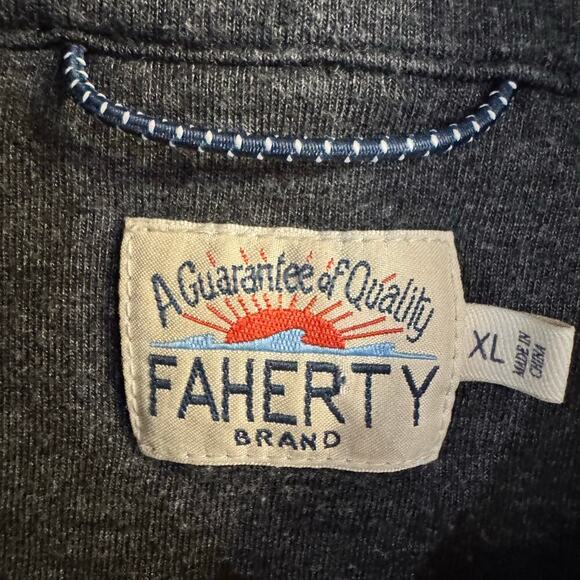 A Guarantee of Quality
FAHERTY
BRAND
XL
MADE IN
CHINA